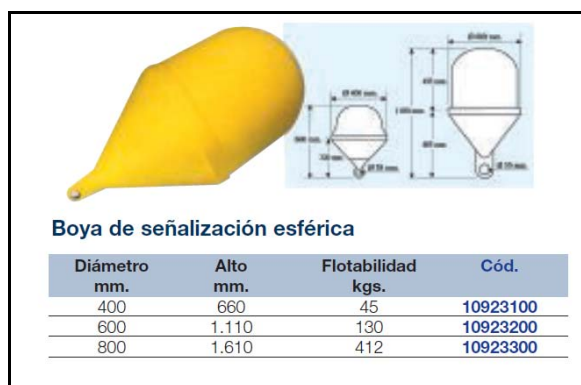 Boya de señalización esférica
Diámetro mm. Alto mm. Flotabilidad kgs. Cód.
400 660 45 10923100
600 1.110 130 10923200
800 1.610 412 10923300